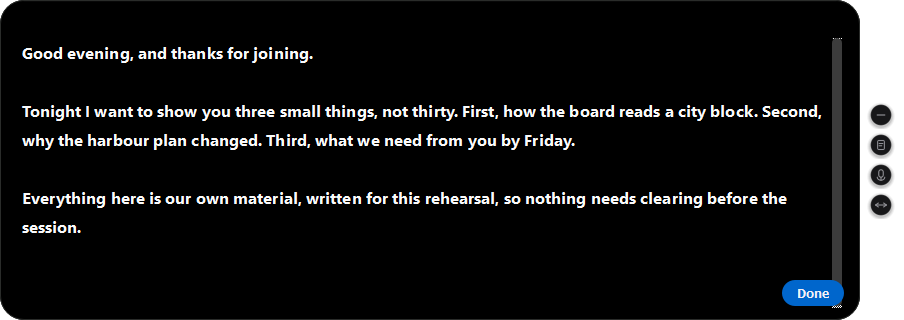 Good evening, and thanks for joining.
Tonight I want to show you three small things, not thirty. First, how the board reads a city block. Second,
why the harbour plan changed. Third, what we need from you by Friday.
Everything here is our own material, written for this rehearsal, so nothing needs clearing before the
session.
Done